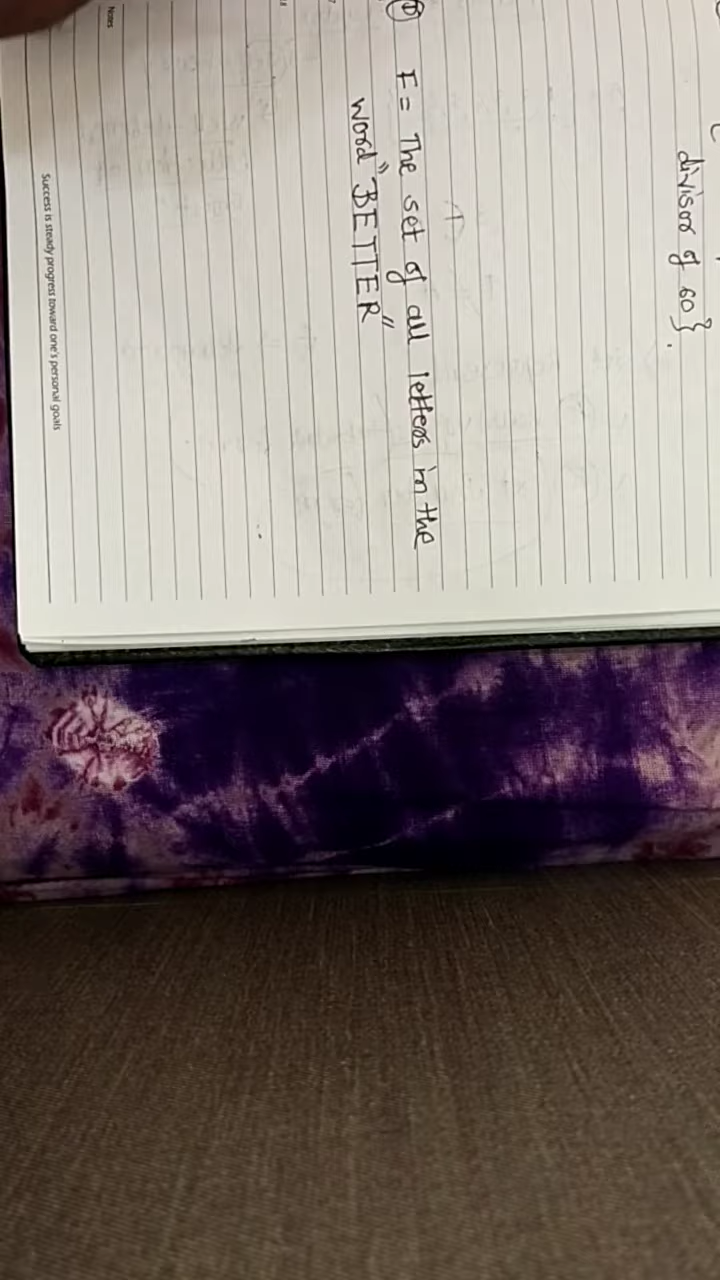 divisor of 60}.
F = The set of all letters in the
word "BETTER"
Notes
Success is steady progress toward one's personal goals